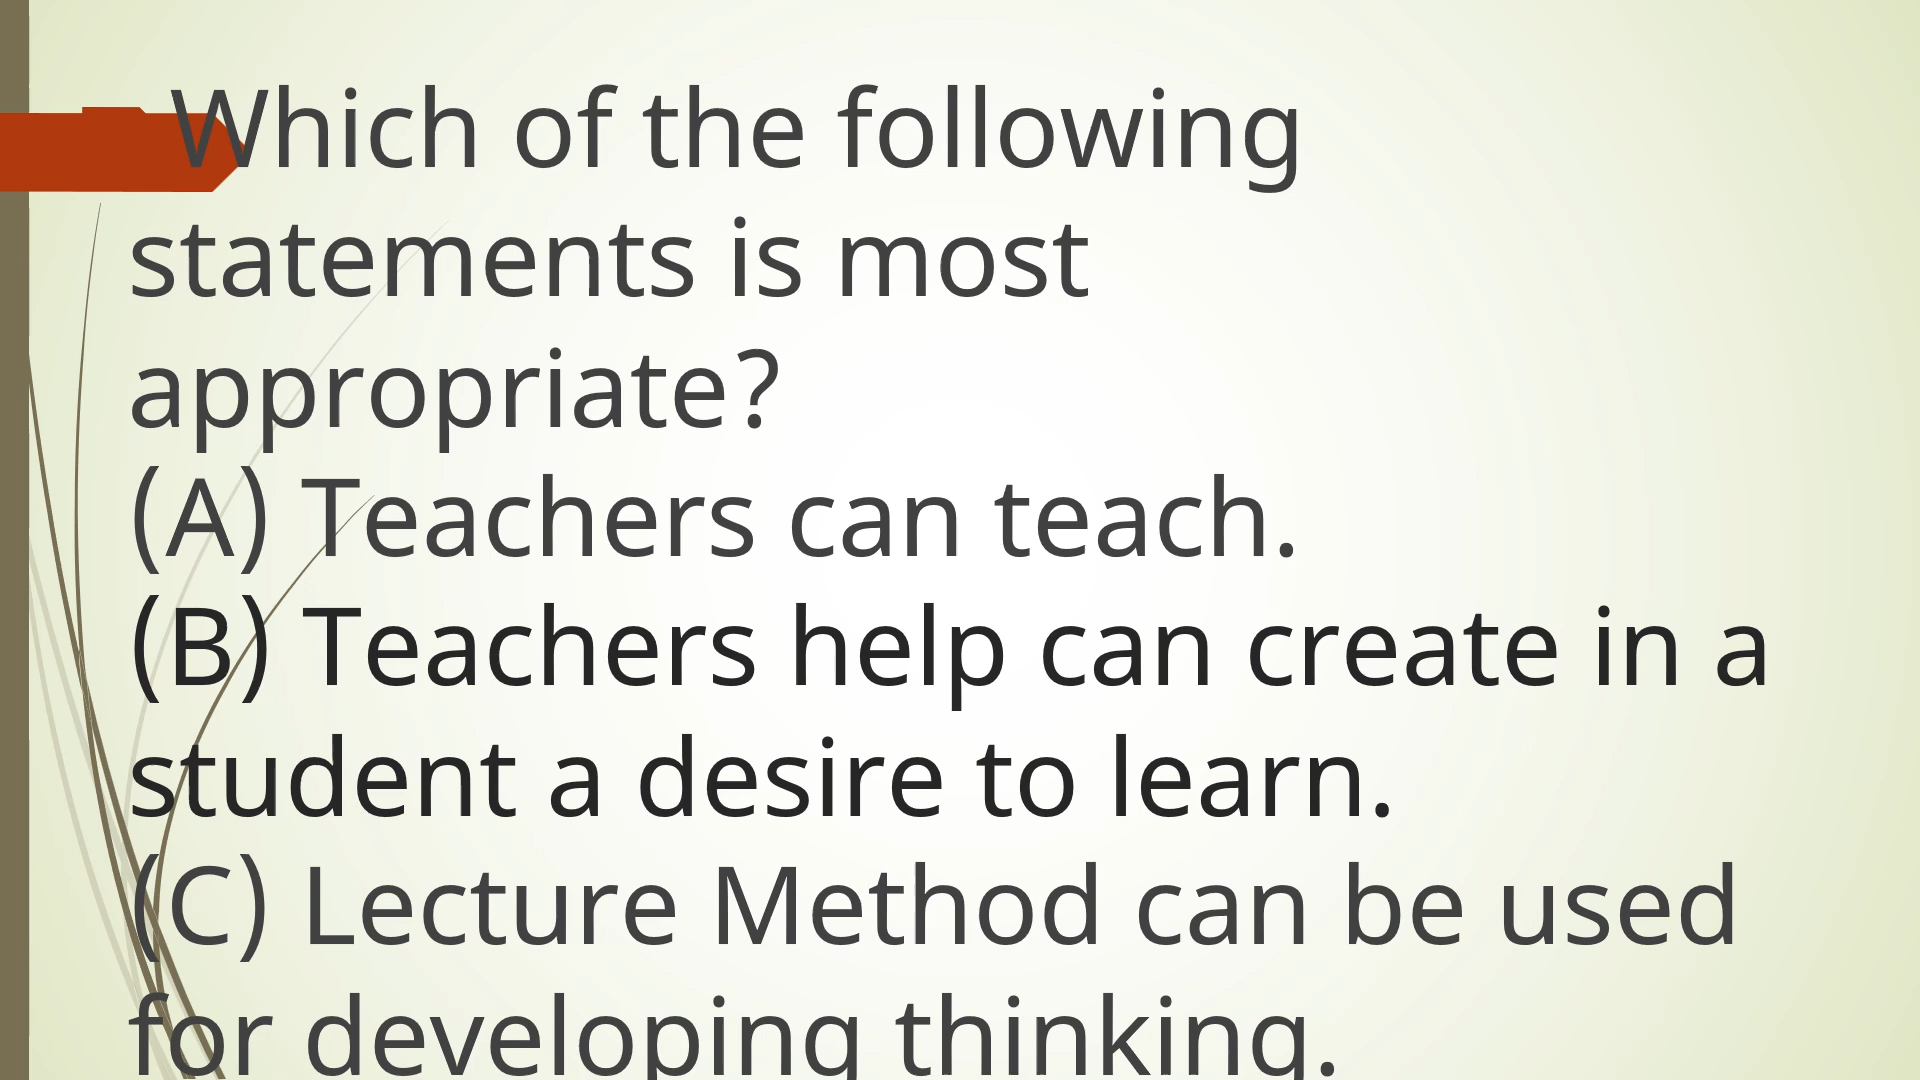 Which of the following
statements is most
appropriate?
(A) Teachers can teach.
(B) Teachers help can create in a
student a desire to learn.
(C) Lecture Method can be used
for developing thinking.